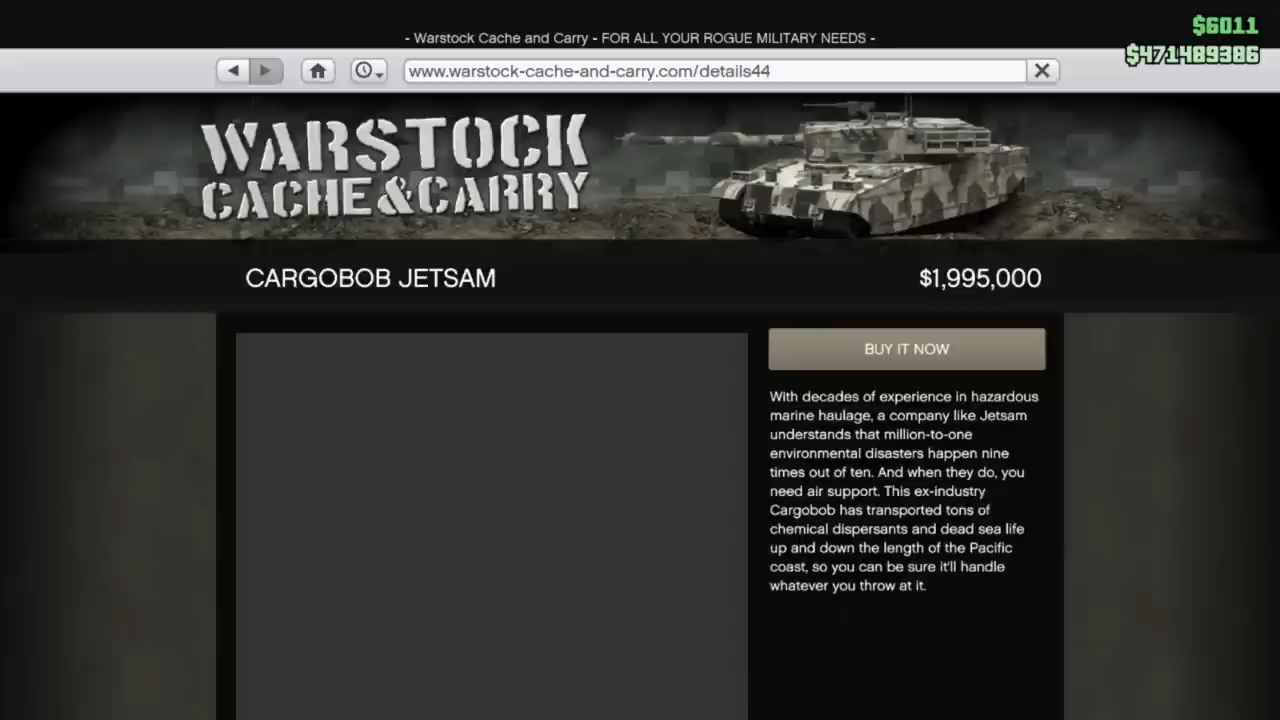 - Warstock Cache and Carry - FOR ALL YOUR ROGUE MILITARY NEEDS -
$6011
$471489386
www.warstock-cache-and-carry.com/details44
WARSTOCK
CACHE&CARRY
CARGOBOB JETSAM
$1,995,000
BUY IT NOW
With decades of experience in hazardous
marine haulage, a company like Jetsam
understands that million-to-one
environmental disasters happen nine
times out of ten. And when they do, you
need air support. This ex-industry
Cargobob has transported tons of
chemical dispersants and dead sea life
up and down the length of the Pacific
coast, so you can be sure it'll handle
whatever you throw at it.